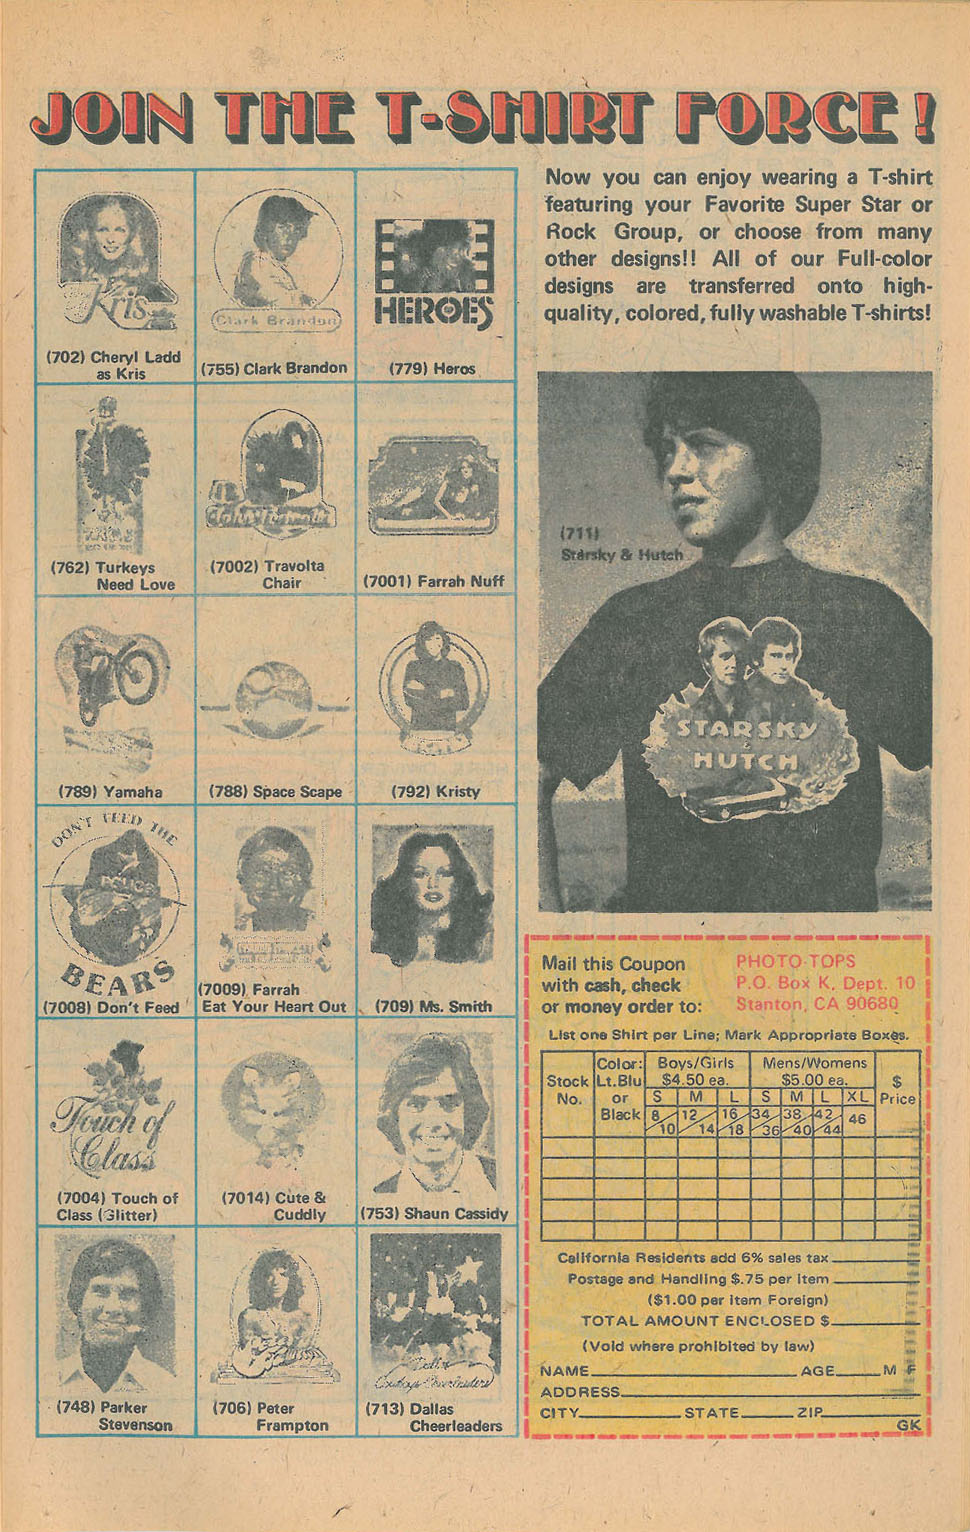 JOIN THE T-SHIRT FORCE!
Now you can enjoy wearing a T-shirt
featuring your Favorite Super Star or
Rock Group, or choose from many
other designs!! All of our Full-color
designs are transferred onto high-
quality, colored, fully washable T-shirts!
Kris
(702) Cheryl Ladd
as Kris
Clark Brandon
(755) Clark Brandon
HEROES
(779) Heros
(762) Turkeys
Need Love
(7002) Travolta
Chair
(7001) Farrah Nuff
(789) Yamaha
(788) Space Scape
(792) Kristy
DON'T FEED THE
POLICE
BEARS
(7008) Don't Feed
(7009) Farrah
Eat Your Heart Out
(709) Ms. Smith
Touch of
Class
(7004) Touch of
Class (Glitter)
(7014) Cute &
Cuddly
(753) Shaun Cassidy
(748) Parker
Stevenson
(706) Peter
Frampton
Dallas
Cowboys Cheerleaders
(713) Dallas
Cheerleaders
(711)
Starsky & Hutch
STARSKY
HUTCH
Mail this Coupon
with cash, check
or money order to:
PHOTO-TOPS
P.O. Box K, Dept. 10
Stanton, CA 90680
List one Shirt per Line; Mark Appropriate Boxes.
Stock No.
Color: Lt.Blu or Black
Boys/Girls $4.50 ea.
Mens/Womens $5.00 ea.
$ Price
S M L S M L XL
8/10 12/14 16/18 34/36 38/40 42/44 46
California Residents add 6% sales tax
Postage and Handling $.75 per Item
($1.00 per Item Foreign)
TOTAL AMOUNT ENCLOSED $
(Void where prohibited by law)
NAME AGE M F
ADDRESS
CITY STATE ZIP
GK